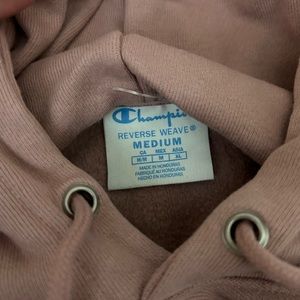 Champion
REVERSE WEAVE®
MEDIUM
CA MEX ASIA
M/M M XL
MADE IN HONDURAS
FABRIQUÉ AU HONDURAS
HECHO EN HONDURAS